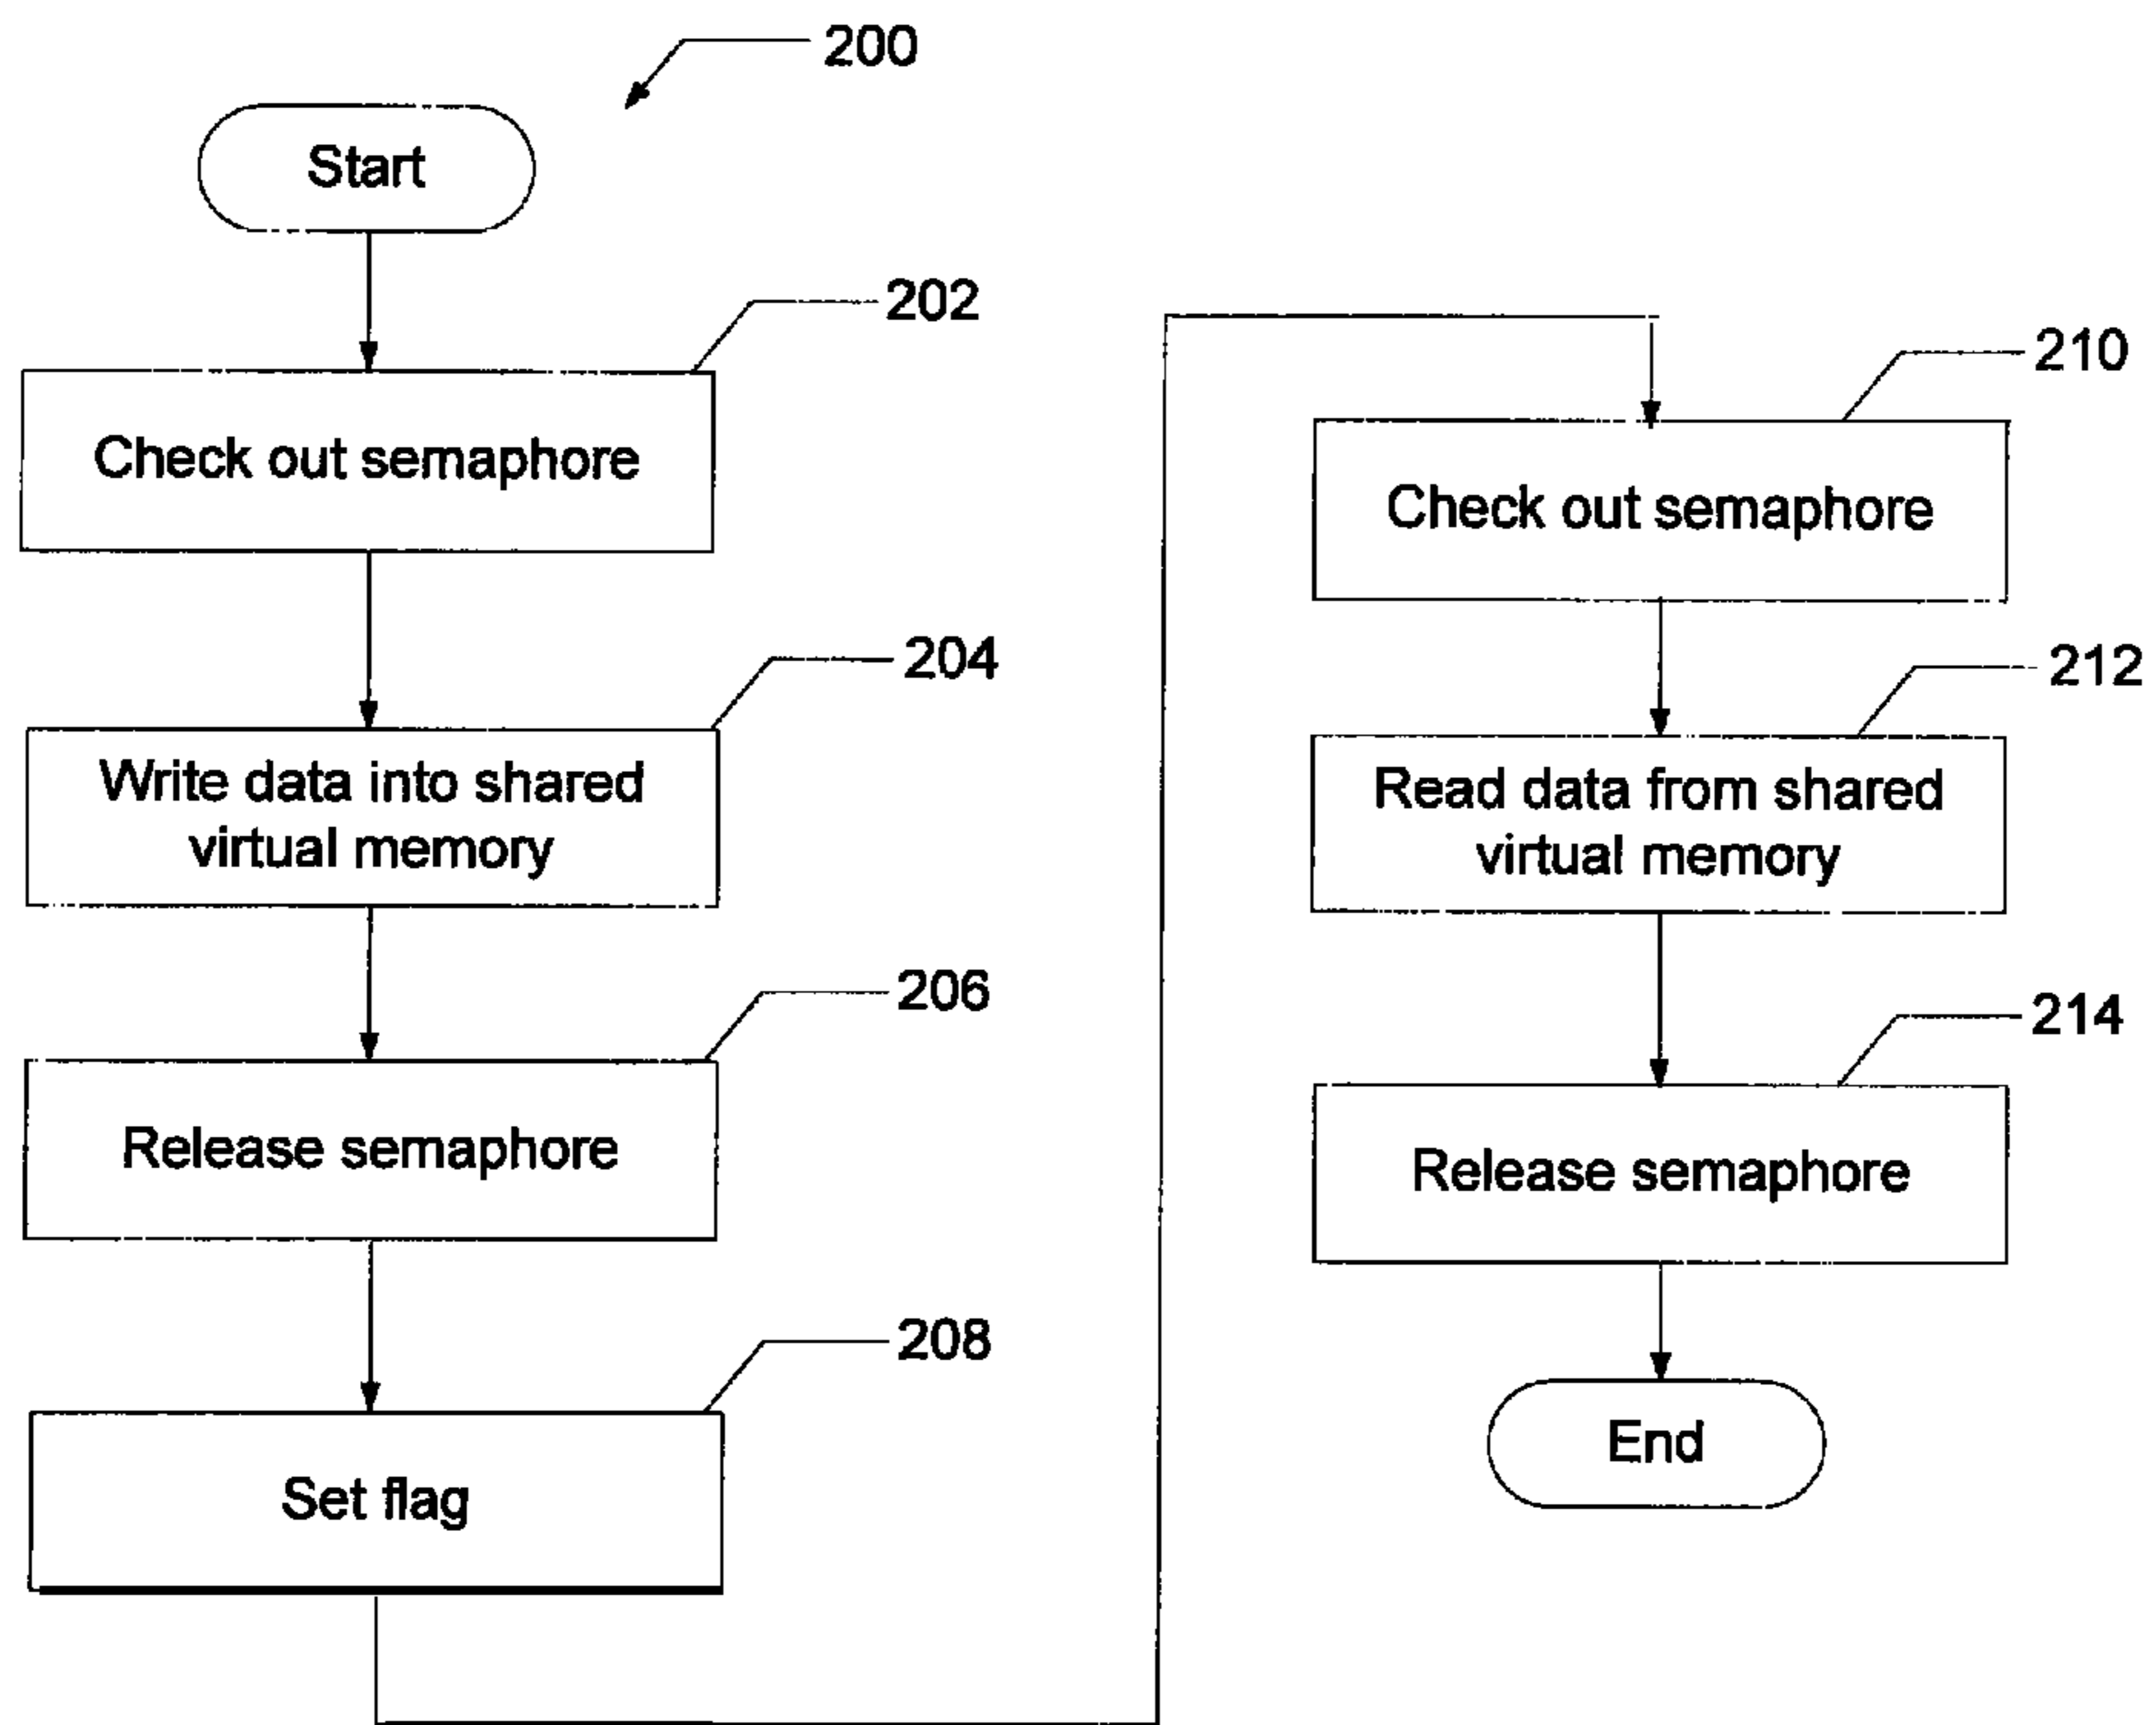 200
Start
202
Check out semaphore
204
Write data into shared
virtual memory
206
Release semaphore
208
Set flag
210
Check out semaphore
212
Read data from shared
virtual memory
214
Release semaphore
End